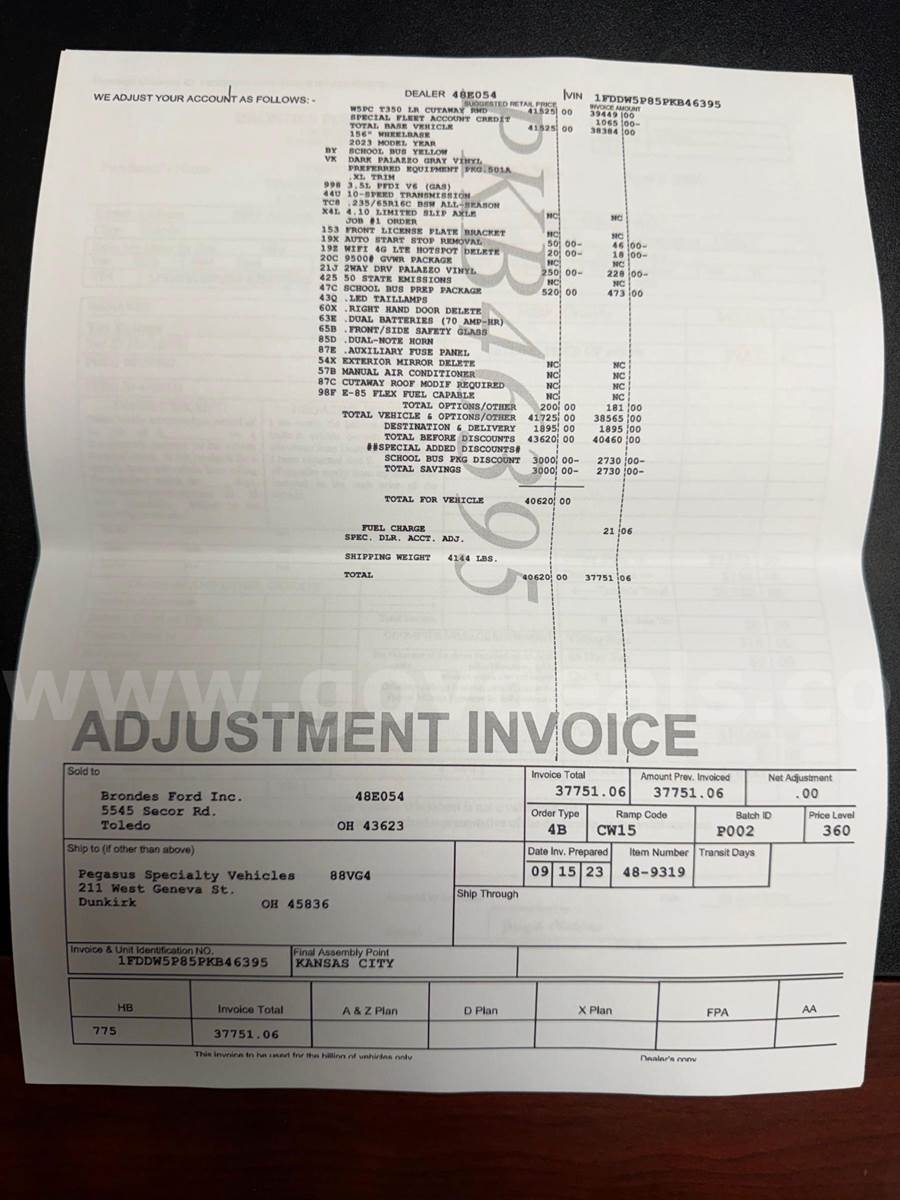 WE ADJUST YOUR ACCOUNT AS FOLLOWS: -
DEALER 48E054 VIN 1FDDW5P85PKB46395
SUGGESTED RETAIL PRICE INVOICE AMOUNT
W5PC T350 LR CUTAWAY RWD 41525 00 39449 00
SPECIAL FLEET ACCOUNT CREDIT 1065 00-
TOTAL BASE VEHICLE 41525 00 38384 00
156" WHEELBASE
2023 MODEL YEAR
BY SCHOOL BUS YELLOW
VK DARK PALAZZO GRAY VINYL
PREFERRED EQUIPMENT PKG.501A
.XL TRIM
998 3.5L PFDI V6 (GAS)
44U 10-SPEED TRANSMISSION
TC8 .235/65R16C BSW ALL-SEASON
X4L 4.10 LIMITED SLIP AXLE NC NC
JOB #1 ORDER
153 FRONT LICENSE PLATE BRACKET NC NC
19X AUTO START STOP REMOVAL 50 00- 46 00-
19Z WIFI 4G LTE HOTSPOT DELETE 20 00- 18 00-
20C 9500# GVWR PACKAGE NC NC
21J 2WAY DRV PALAZZO VINYL 250 00- 228 00-
425 50 STATE EMISSIONS NC NC
47C SCHOOL BUS PREP PACKAGE 520 00 473 00
43Q .LED TAILLAMPS
60X .RIGHT HAND DOOR DELETE
63E .DUAL BATTERIES (70 AMP-HR)
65B .FRONT/SIDE SAFETY GLASS
85D .DUAL-NOTE HORN
87E .AUXILIARY FUSE PANEL
54X EXTERIOR MIRROR DELETE NC NC
57B MANUAL AIR CONDITIONER NC NC
87C CUTAWAY ROOF MODIF REQUIRED NC NC
98F E-85 FLEX FUEL CAPABLE NC NC
TOTAL OPTIONS/OTHER 200 00 181 00
TOTAL VEHICLE & OPTIONS/OTHER 41725 00 38565 00
DESTINATION & DELIVERY 1895 00 1895 00
TOTAL BEFORE DISCOUNTS 43620 00 40460 00
##SPECIAL ADDED DISCOUNTS#
SCHOOL BUS PKG DISCOUNT 3000 00- 2730 00-
TOTAL SAVINGS 3000 00- 2730 00-
TOTAL FOR VEHICLE 40620 00
FUEL CHARGE 21 06
SPEC. DLR. ACCT. ADJ.
SHIPPING WEIGHT 4144 LBS.
TOTAL 40620 00 37751 06
PKB46395
www.govdeals.co
ADJUSTMENT INVOICE
Sold to
Brondes Ford Inc. 48E054
5545 Secor Rd.
Toledo OH 43623
Invoice Total Amount Prev. Invoiced Net Adjustment
37751.06 37751.06 .00
Order Type Ramp Code Batch ID Price Level
4B CW15 P002 360
Ship to (if other than above)
Pegasus Specialty Vehicles 88VG4
211 West Geneva St.
Dunkirk OH 45836
Date Inv. Prepared Item Number Transit Days
09 15 23 48-9319
Ship Through
Invoice & Unit Identification NO. Final Assembly Point
1FDDW5P85PKB46395 KANSAS CITY
HB Invoice Total A & Z Plan D Plan X Plan FPA AA
775 37751.06
This invoice to be used for the billing of vehicles only Dealer's copy